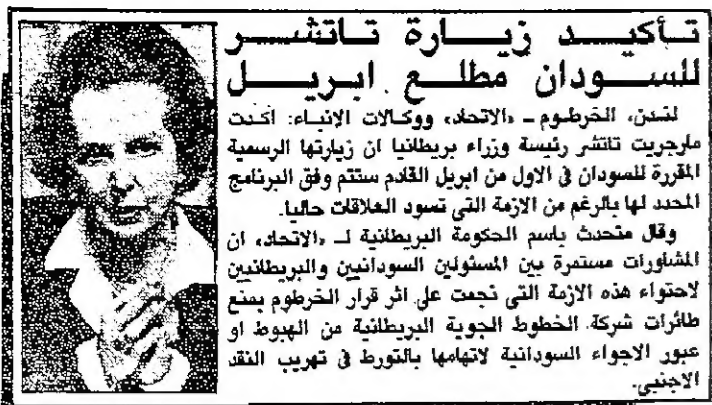 تأكيد زيارة تاتشر
للسودان مطلع ابريل
لندن، الخرطوم - «الاتحاد» ووكالات الانباء: اكدت
مارجريت تاتشر رئيسة وزراء بريطانيا ان زيارتها الرسمية
المقررة للسودان في الاول من ابريل القادم ستتم وفق البرنامج
المحدد لها بالرغم من الازمة التي تسود العلاقات حاليا.
وقال متحدث باسم الحكومة البريطانية لـ «الاتحاد» ان
المشاورات مستمرة بين المسئولين السودانيين والبريطانيين
لاحتواء هذه الازمة التي نجمت على اثر قرار الخرطوم بمنع
طائرات شركة الخطوط الجوية البريطانية من الهبوط او
عبور الاجواء السودانية لاتهامها بالتورط في تهريب النقد
الاجنبي.